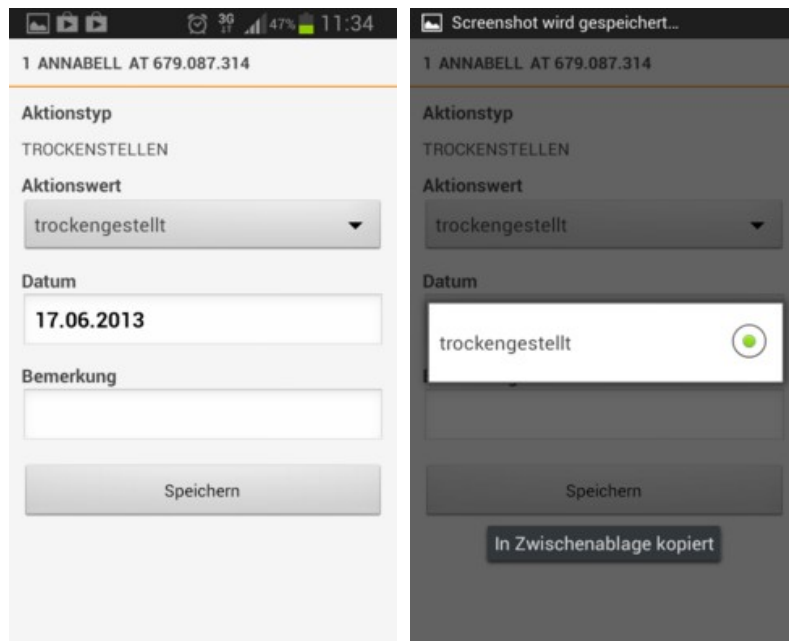 3G
47%
11:34
1 ANNABELL AT 679.087.314
Aktionstyp
TROCKENSTELLEN
Aktionswert
trockengestellt
Datum
17.06.2013
Bemerkung
Speichern
Screenshot wird gespeichert...
1 ANNABELL AT 679.087.314
Aktionstyp
TROCKENSTELLEN
Aktionswert
trockengestellt
Datum
trockengestellt
Speichern
In Zwischenablage kopiert